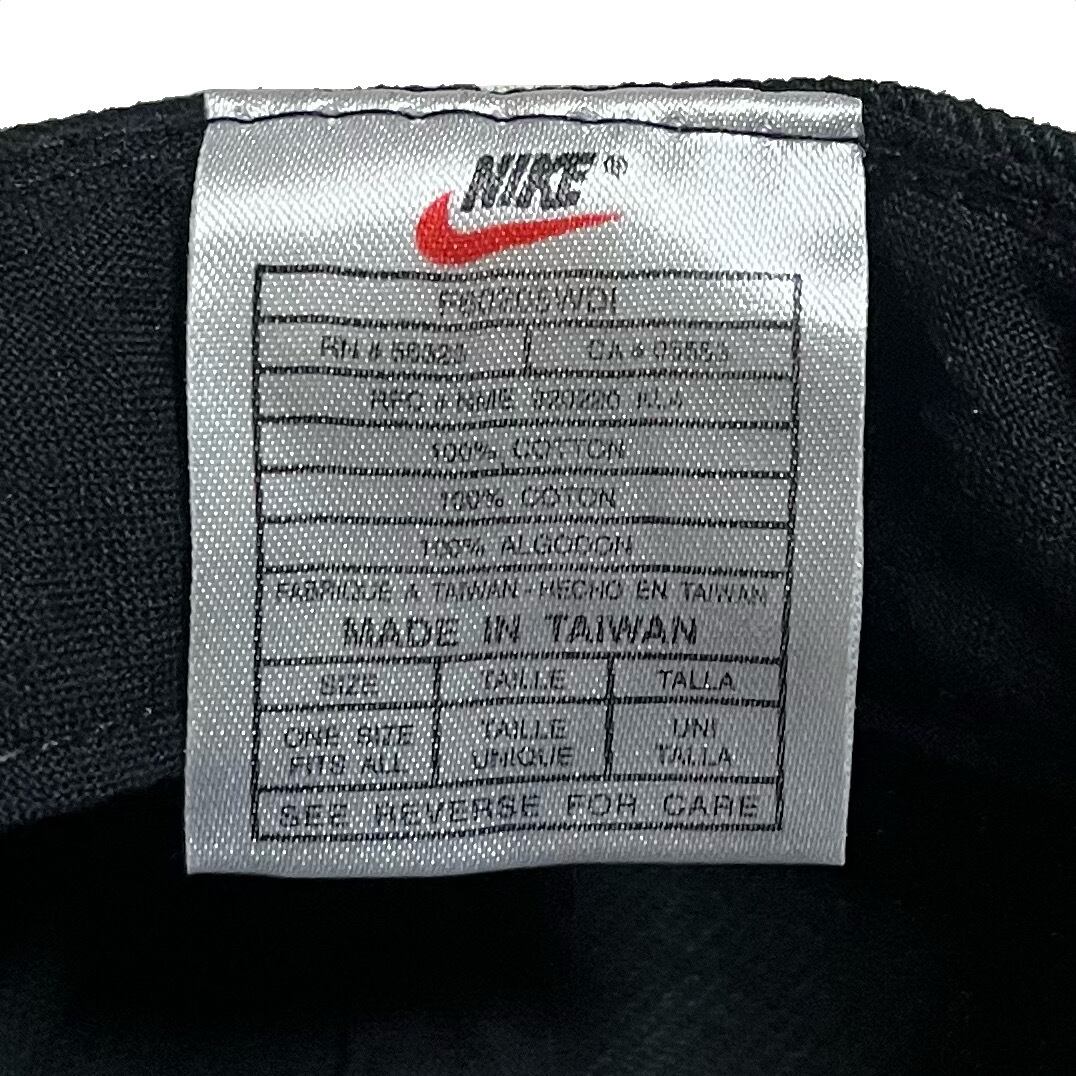 NIKE®
RN # 56323 CA # 05553
RFC #
100% COTTON
100% COTON
100% ALGODON
FABRIQUE A TAIWAN - HECHO EN TAIWAN
MADE IN TAIWAN
SIZE TAILLE TALLA
ONE SIZE TAILLE UNI
FITS ALL UNIQUE TALLA
SEE REVERSE FOR CARE